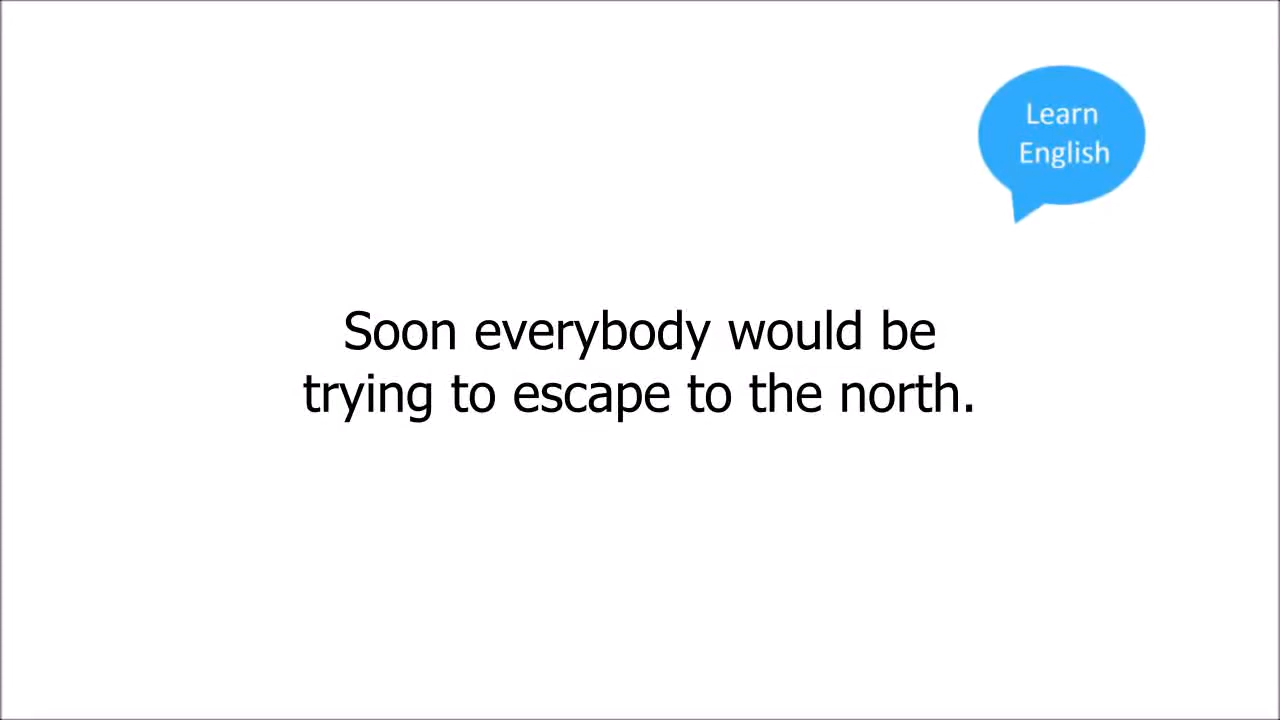 Learn
English
Soon everybody would be
trying to escape to the north.